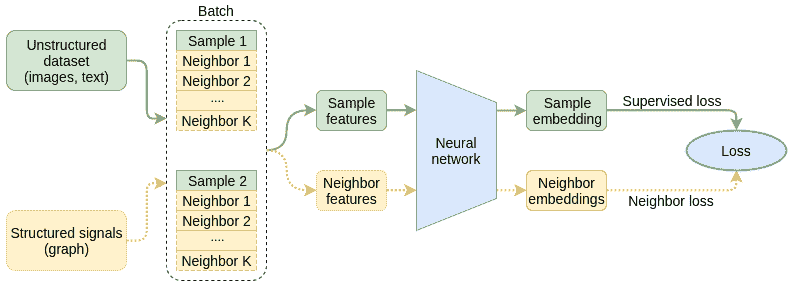 Batch
Unstructured
dataset
(images, text)
Sample 1
Neighbor 1
Neighbor 2
....
Neighbor K
Sample 2
Neighbor 1
Neighbor 2
....
Neighbor K
Structured signals
(graph)
Sample
features
Neighbor
features
Neural
network
Sample
embedding
Neighbor
embeddings
Supervised loss
Neighbor loss
Loss